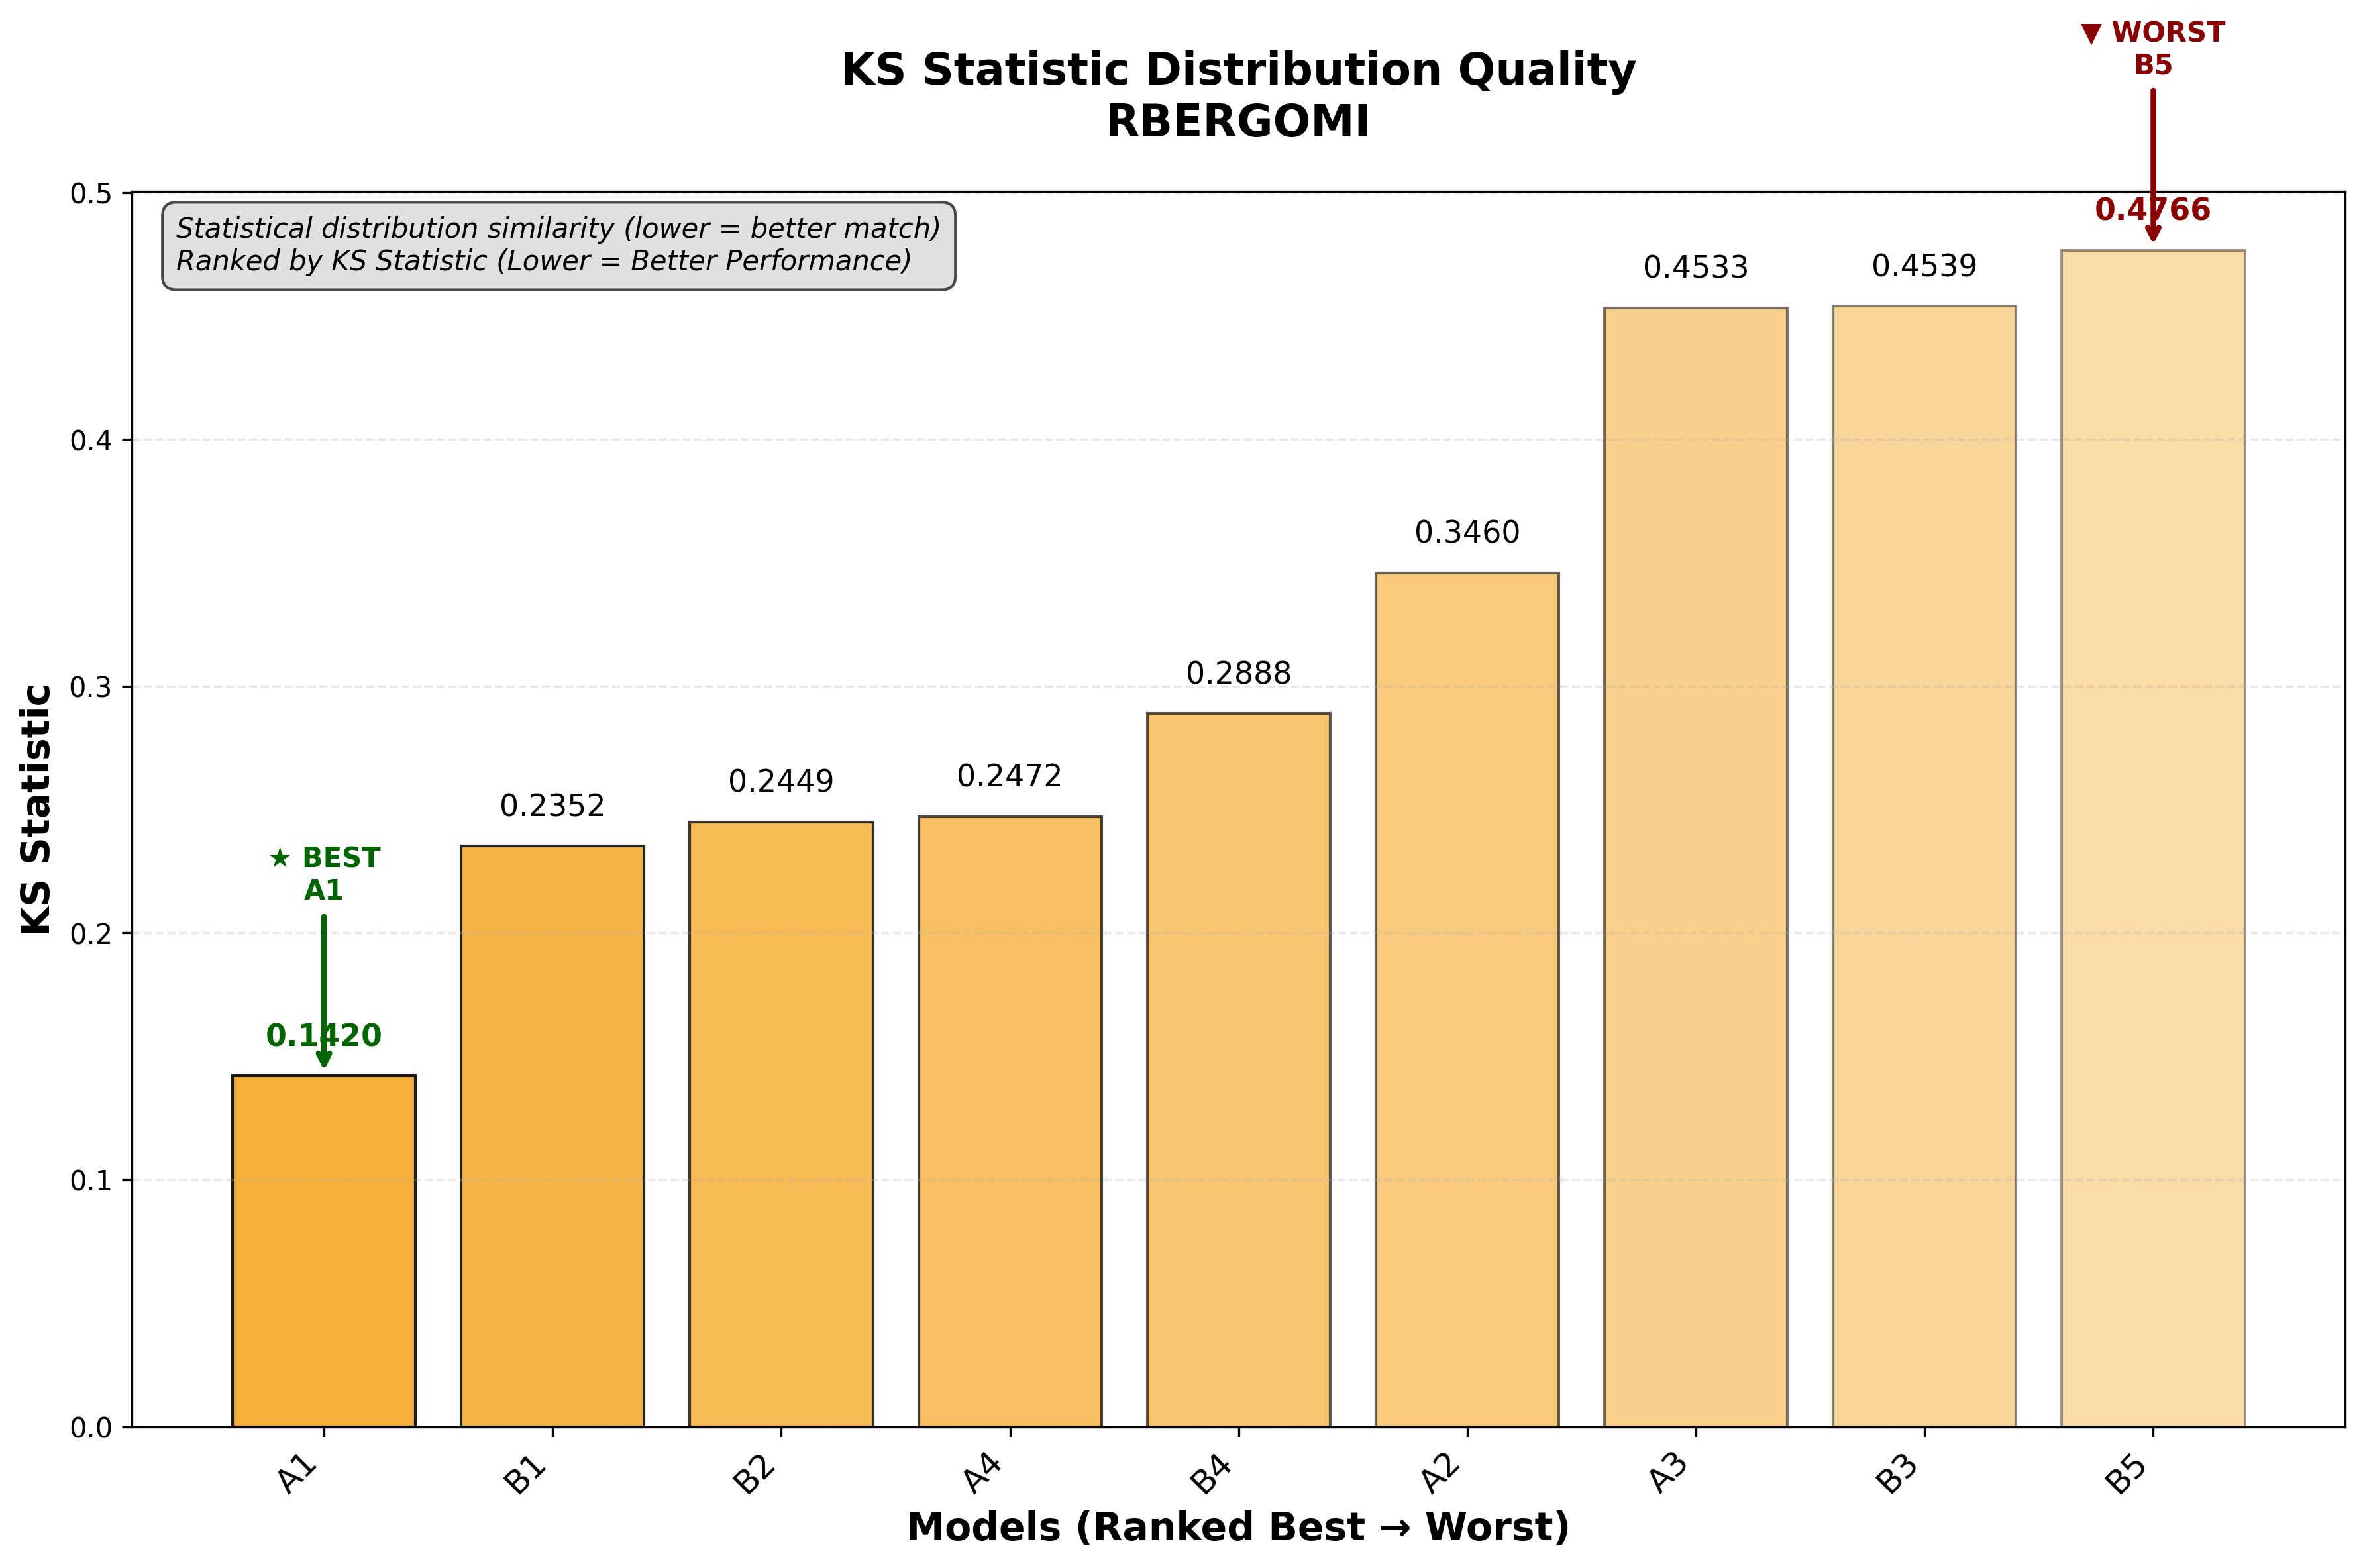 ▼ WORST
B5
KS Statistic Distribution Quality
RBERGOMI
Statistical distribution similarity (lower = better match)
Ranked by KS Statistic (Lower = Better Performance)
KS Statistic
0.5
0.4
0.3
0.2
0.1
0.0
★ BEST
A1
0.1420
0.2352
0.2449
0.2472
0.2888
0.3460
0.4533
0.4539
0.4766
A1
B1
B2
A4
B4
A2
A3
B3
B5
Models (Ranked Best → Worst)